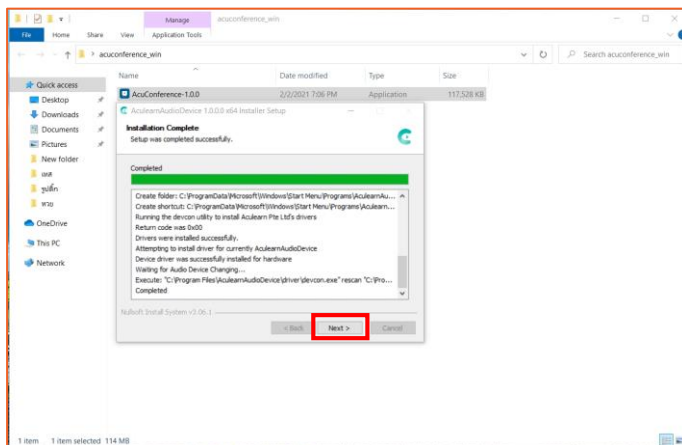 Manage
acuconference_win
File
Home
Share
View
Application Tools
acuconference_win
Search acuconference_win
Name
Date modified
Type
Size
Quick access
Desktop
Downloads
Documents
Pictures
New folder
OneDrive
This PC
Network
AcuConference-1.0.0
2/2/2021 7:06 PM
Application
117,528 KB
AculearnAudioDevice 1.0.0.0 x64 Installer Setup
Installation Complete
Setup was completed successfully.
Completed
Create folder: C:\ProgramData\Microsoft\Windows\Start Menu\Programs\AculearnAu...
Create shortcut: C:\ProgramData\Microsoft\Windows\Start Menu\Programs\Aculearn...
Running the devcon utility to install Aculearn Pte Ltd's drivers
Return code was 0x00
Drivers were installed successfully.
Attempting to install driver for currently AculearnAudioDevice
Device driver was successfully installed for hardware
Waiting for Audio Device Changing...
Execute: "C:\Program Files\AculearnAudioDevice\driver\devcon.exe" rescan "C:\Pro...
Completed
Nullsoft Install System v3.06.1
< Back
Next >
Cancel
1 item
1 item selected 114 MB